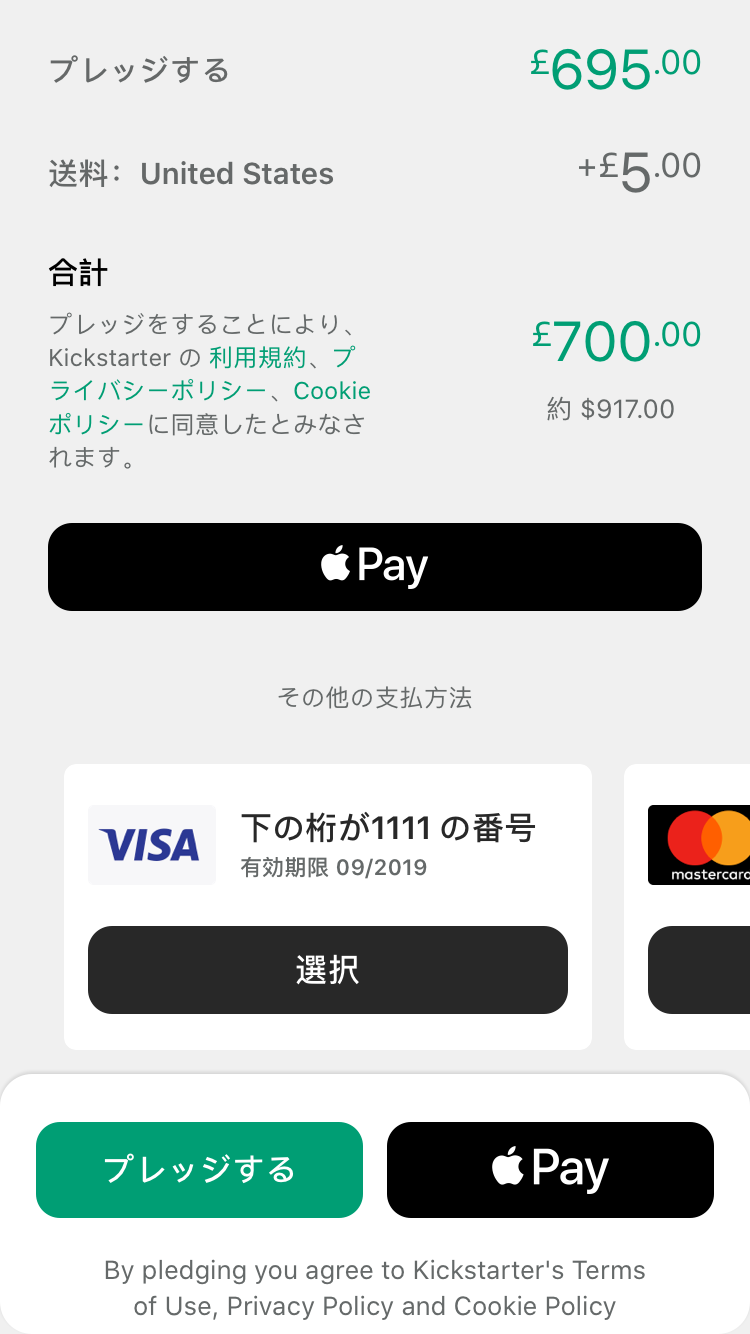 プレッジする £695.00
送料： United States +£5.00
合計
プレッジをすることにより、
Kickstarter の 利用規約、プ
ライバシーポリシー、Cookie
ポリシーに同意したとみなさ
れます。
£700.00
約 $917.00
Pay
その他の支払方法
VISA
下の桁が1111 の番号
有効期限 09/2019
選択
mastercard
プレッジする
Pay
By pledging you agree to Kickstarter's Terms
of Use, Privacy Policy and Cookie Policy